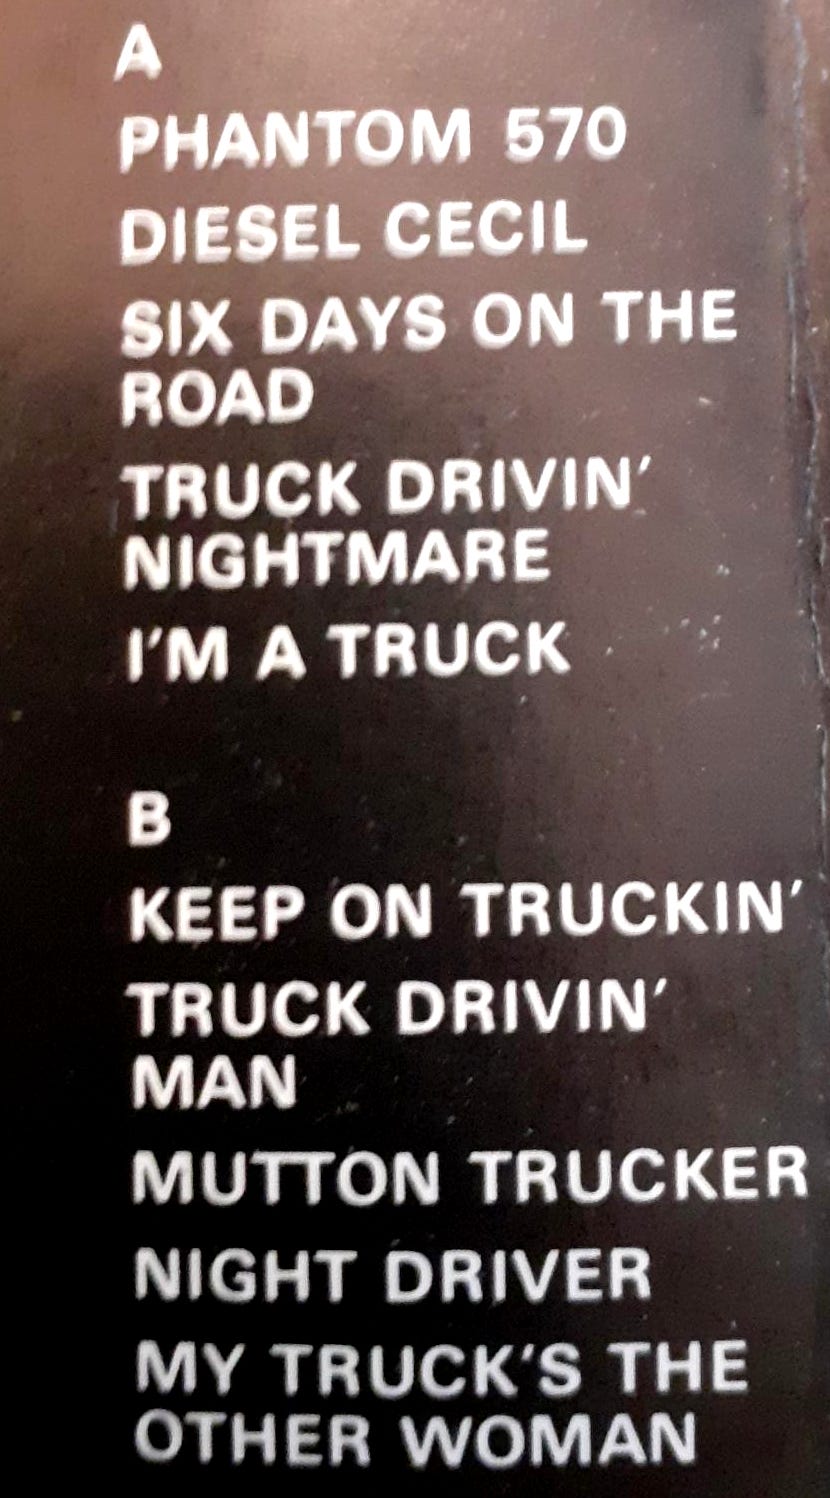 A
PHANTOM 570
DIESEL CECIL
SIX DAYS ON THE
ROAD
TRUCK DRIVIN'
NIGHTMARE
I'M A TRUCK
B
KEEP ON TRUCKIN'
TRUCK DRIVIN'
MAN
MUTTON TRUCKER
NIGHT DRIVER
MY TRUCK'S THE
OTHER WOMAN